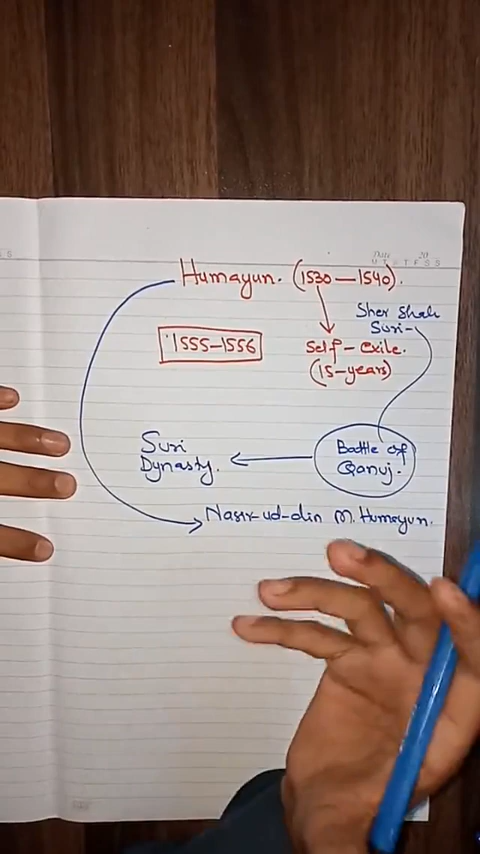 Humayun. (1530 — 1540).
Sher Shah
Suri-
1555-1556
Self-exile.
(15-years)
Suri
Dynasty.
Battle of
Qanuj.
Nasir-ud-din M. Humayun.